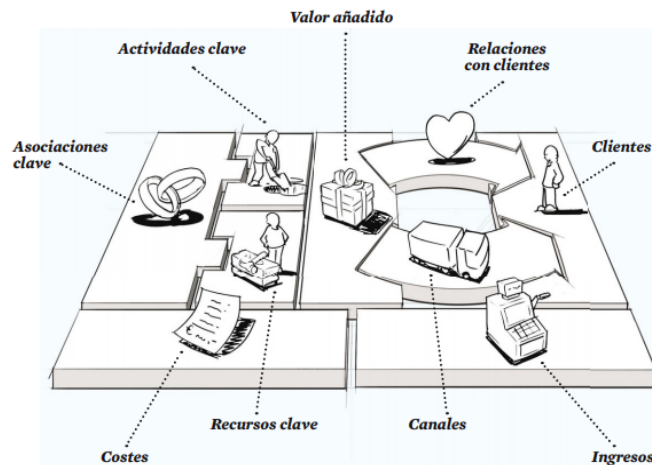 Valor añadido
Actividades clave
Relaciones
con clientes
Asociaciones
clave
Clientes
Recursos clave
Canales
Costes
Ingresos